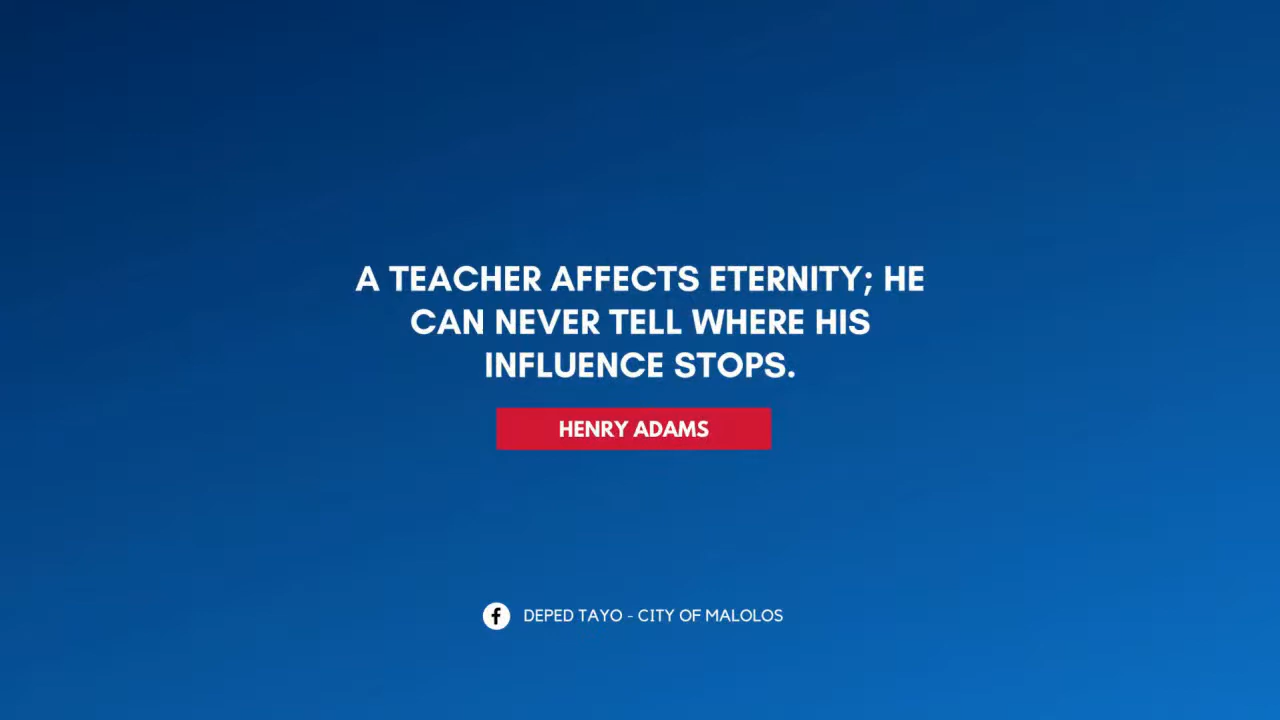 A TEACHER AFFECTS ETERNITY; HE
CAN NEVER TELL WHERE HIS
INFLUENCE STOPS.
HENRY ADAMS
DEPED TAYO - CITY OF MALOLOS